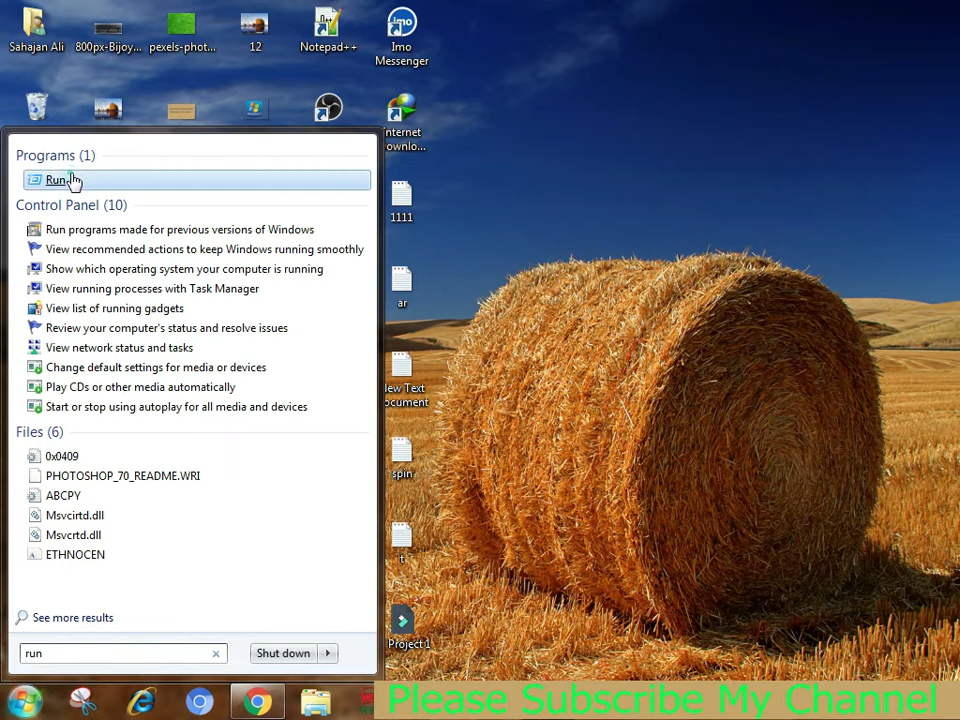 Sahajan Ali
800px-Bijoy...
pexels-phot...
12
Notepad++
Imo
Messenger
Internet
Downlo...
1111
ar
New Text
Document
spin
t
Project1
Programs (1)
Run
Control Panel (10)
Run programs made for previous versions of Windows
View recommended actions to keep Windows running smoothly
Show which operating system your computer is running
View running processes with Task Manager
View list of running gadgets
Review your computer's status and resolve issues
View network status and tasks
Change default settings for media or devices
Play CDs or other media automatically
Start or stop using autoplay for all media and devices
Files (6)
0x0409
PHOTOSHOP_70_README.WRI
ABCPY
Msvcirtd.dll
Msvcrtd.dll
ETHNOCEN
See more results
run
Shut down
Please Subscribe My Channel